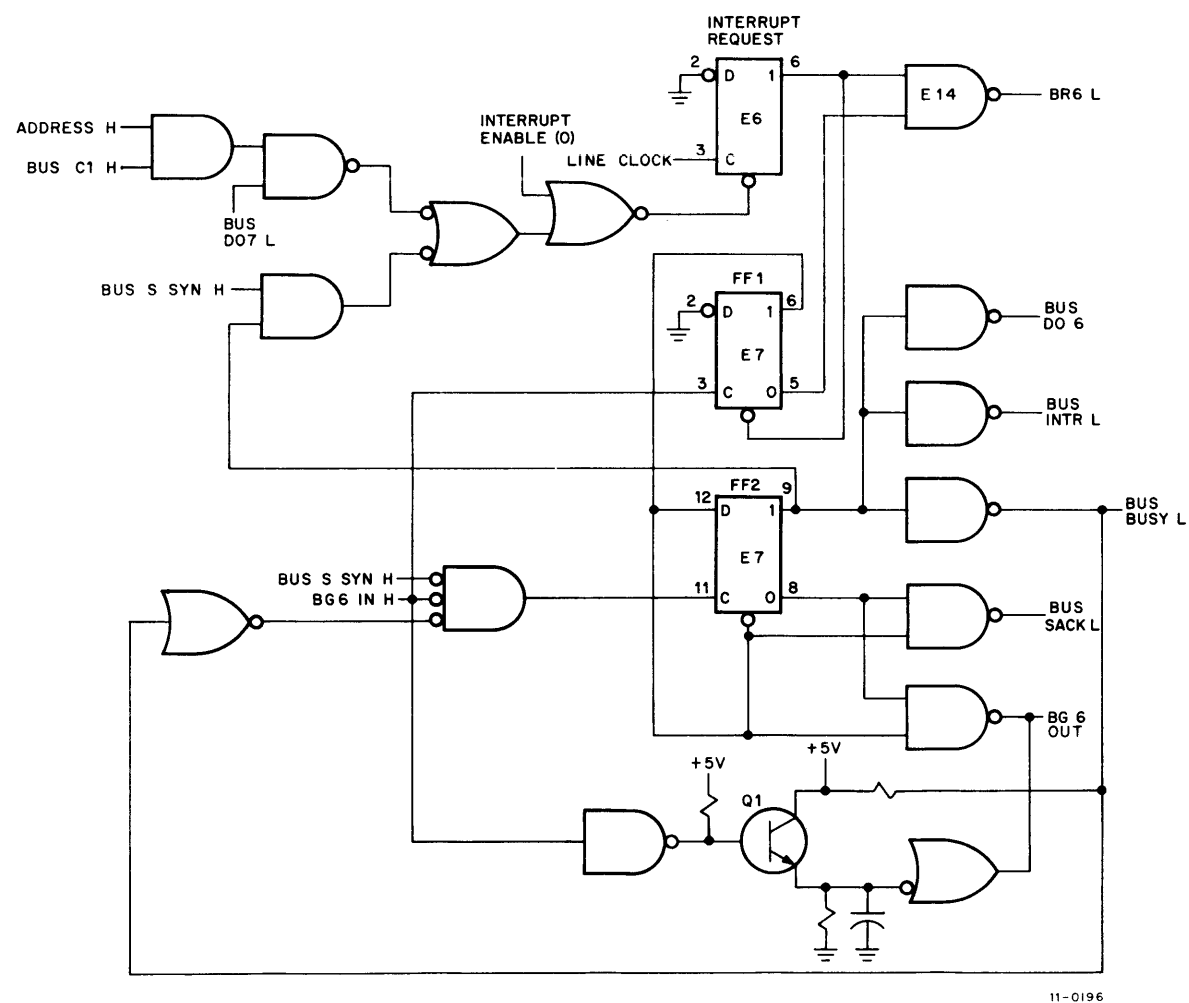 INTERRUPT
REQUEST
2
D
1
6
E6
3
C
LINE CLOCK
E14
BR6 L
ADDRESS H
BUS C1 H
BUS
DO7 L
INTERRUPT
ENABLE (0)
BUS S SYN H
FF1
2
D
1
6
E7
3
C
0
5
BUS
DO 6
BUS
INTR L
FF2
12
D
1
9
E7
11
C
0
8
BUS
BUSY L
BUS S SYN H
BG6 IN H
BUS
SACK L
BG 6
OUT
+5V
+5V
Q1
11-0196